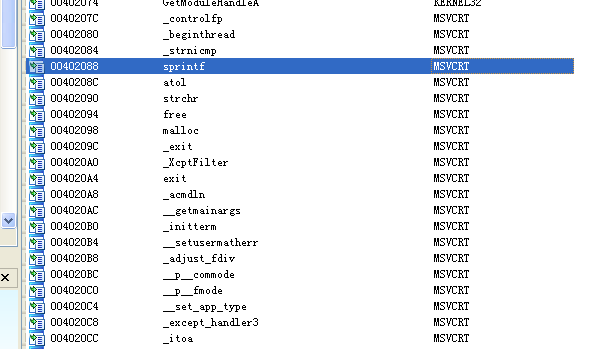 00402074 GetModuleHandleA KERNEL32
0040207C _controlfp MSVCRT
00402080 _beginthread MSVCRT
00402084 _strnicmp MSVCRT
00402088 sprintf MSVCRT
0040208C atol MSVCRT
00402090 strchr MSVCRT
00402094 free MSVCRT
00402098 malloc MSVCRT
0040209C _exit MSVCRT
004020A0 _XcptFilter MSVCRT
004020A4 exit MSVCRT
004020A8 _acmdln MSVCRT
004020AC __getmainargs MSVCRT
004020B0 _initterm MSVCRT
004020B4 __setusermatherr MSVCRT
004020B8 _adjust_fdiv MSVCRT
004020BC __p__commode MSVCRT
004020C0 __p__fmode MSVCRT
004020C4 __set_app_type MSVCRT
004020C8 _except_handler3 MSVCRT
004020CC _itoa MSVCRT